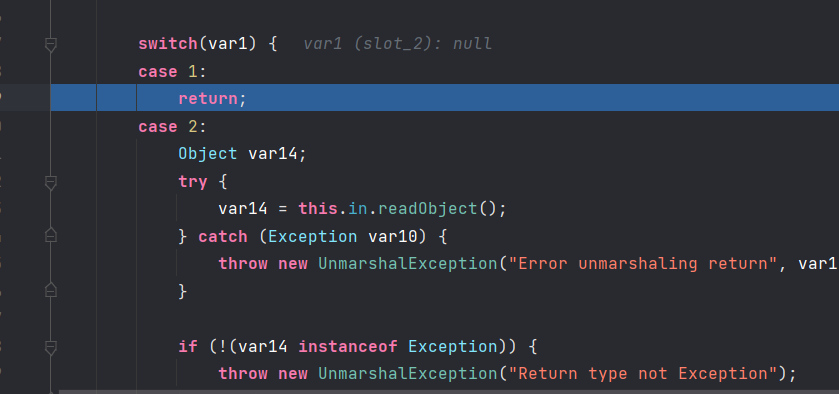 switch(var1) { var1 (slot_2): null
case 1:
return;
case 2:
Object var14;
try {
var14 = this.in.readObject();
} catch (Exception var10) {
throw new UnmarshalException("Error unmarshaling return", var1
}
if (!(var14 instanceof Exception)) {
throw new UnmarshalException("Return type not Exception");